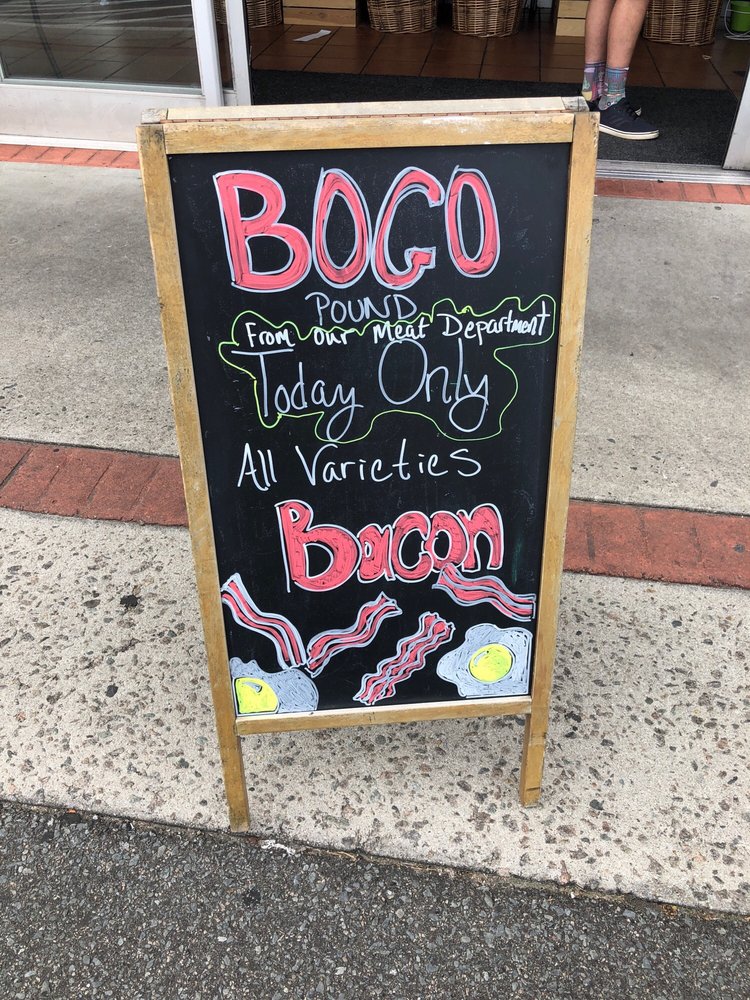 BOGO
POUND
From our Meat Department
Today Only
All Varieties
Bacon